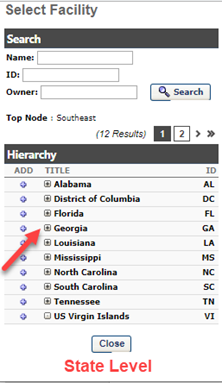 Select Facility
Search
Name:
ID:
Owner:
Search
Top Node : Southeast
(12 Results) 1 2 > >>
Hierarchy
ADD TITLE ID
Alabama AL
District of Columbia DC
Florida FL
Georgia GA
Louisiana LA
Mississippi MS
North Carolina NC
South Carolina SC
Tennessee TN
US Virgin Islands VI
Close
State Level